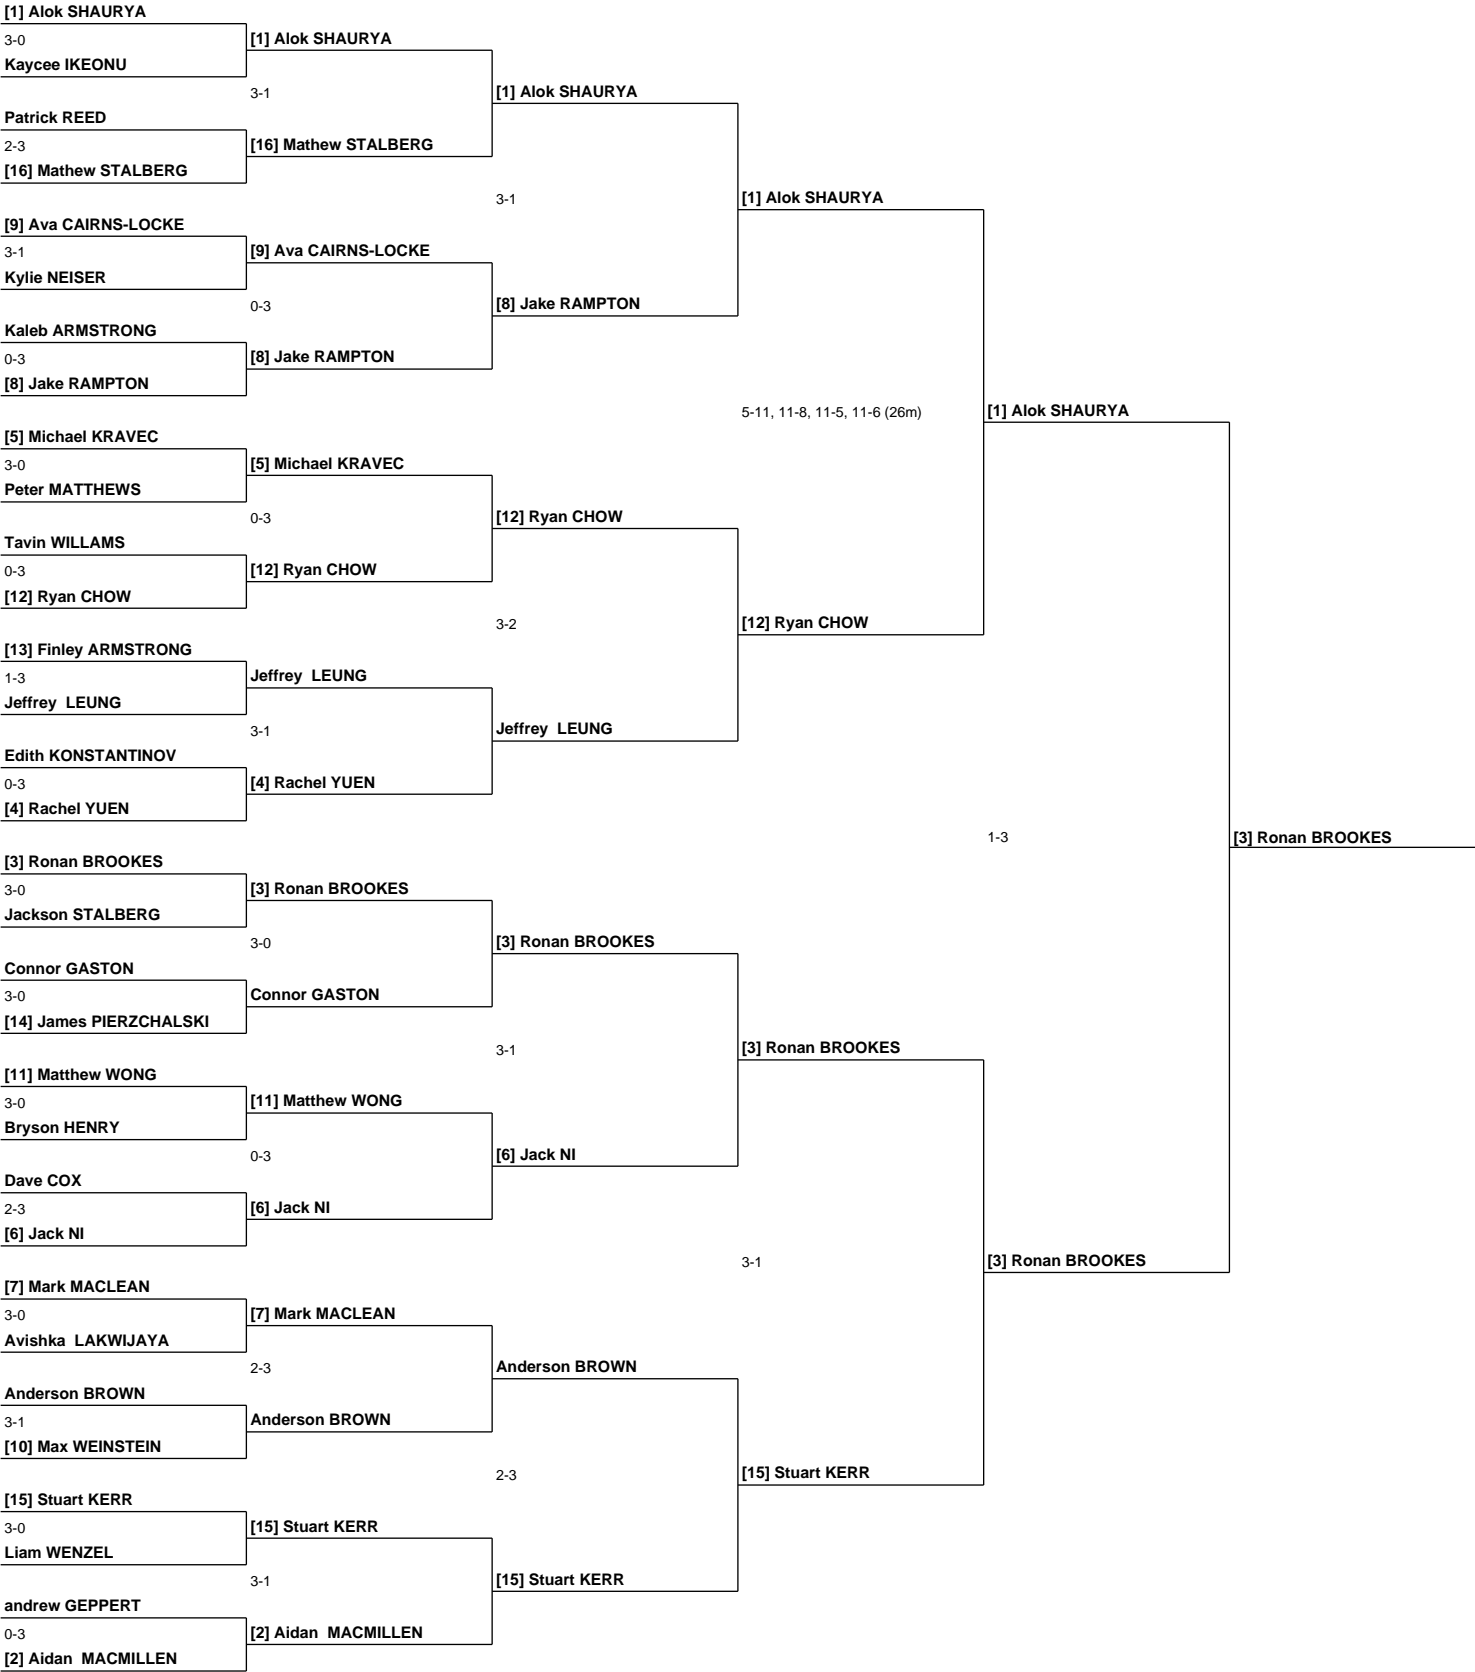 [1] Alok SHAURYA
3-0
Kaycee IKEONU
Patrick REED
2-3
[16] Mathew STALBERG
[9] Ava CAIRNS-LOCKE
3-1
Kylie NEISER
Kaleb ARMSTRONG
0-3
[8] Jake RAMPTON
[5] Michael KRAVEC
3-0
Peter MATTHEWS
Tavin WILLAMS
0-3
[12] Ryan CHOW
[13] Finley ARMSTRONG
1-3
Jeffrey  LEUNG
Edith KONSTANTINOV
0-3
[4] Rachel YUEN
[3] Ronan BROOKES
3-0
Jackson STALBERG
Connor GASTON
3-0
[14] James PIERZCHALSKI
[11] Matthew WONG
3-0
Bryson HENRY
Dave COX
2-3
[6] Jack NI
[7] Mark MACLEAN
3-0
Avishka  LAKWIJAYA
Anderson BROWN
3-1
[10] Max WEINSTEIN
[15] Stuart KERR
3-0
Liam WENZEL
andrew GEPPERT
0-3
[2] Aidan  MACMILLEN
[1] Alok SHAURYA
3-1
[16] Mathew STALBERG
[9] Ava CAIRNS-LOCKE
0-3
[8] Jake RAMPTON
[5] Michael KRAVEC
0-3
[12] Ryan CHOW
Jeffrey  LEUNG
3-1
[4] Rachel YUEN
[3] Ronan BROOKES
3-0
Connor GASTON
[11] Matthew WONG
0-3
[6] Jack NI
[7] Mark MACLEAN
2-3
Anderson BROWN
[15] Stuart KERR
3-1
[2] Aidan  MACMILLEN
[1] Alok SHAURYA
3-1
[8] Jake RAMPTON
[12] Ryan CHOW
3-2
Jeffrey  LEUNG
[3] Ronan BROOKES
3-1
[6] Jack NI
Anderson BROWN
2-3
[15] Stuart KERR
[1] Alok SHAURYA
5-11, 11-8, 11-5, 11-6 (26m)
[12] Ryan CHOW
[3] Ronan BROOKES
3-1
[15] Stuart KERR
[1] Alok SHAURYA
1-3
[3] Ronan BROOKES
[3] Ronan BROOKES